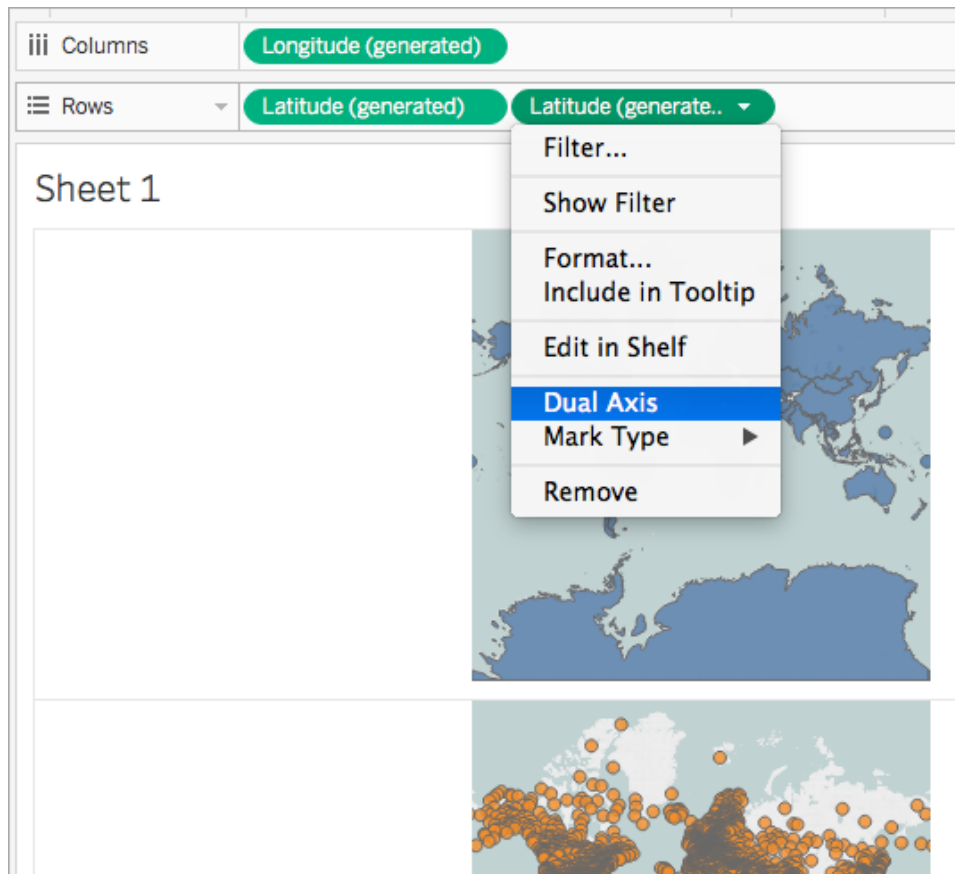 Columns
Longitude (generated)
Rows
Latitude (generated)
Latitude (generate..
Filter...
Show Filter
Format...
Include in Tooltip
Edit in Shelf
Dual Axis
Mark Type
Remove
Sheet 1